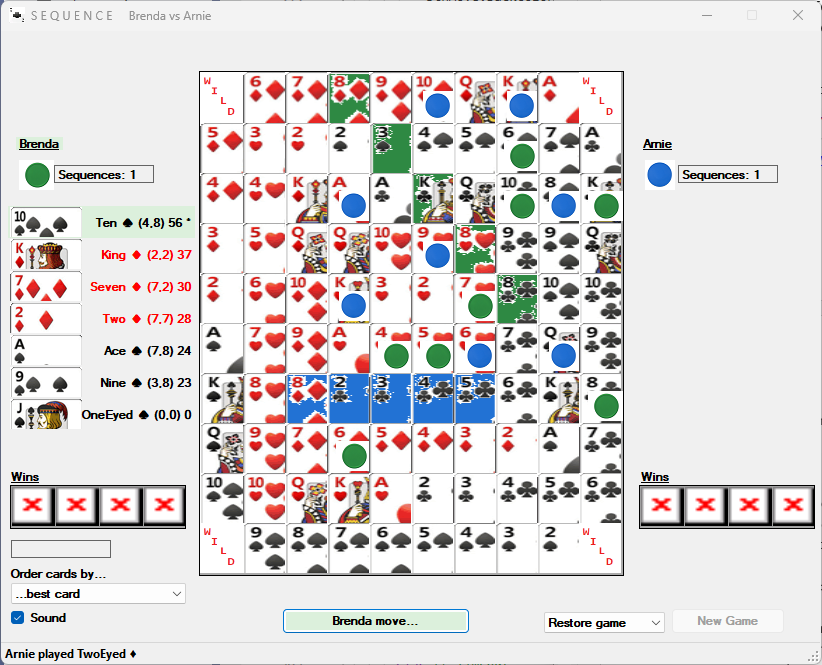 SEQUENCE Brenda vs Arnie
Brenda
Sequences: 1
10 Ten ♠ (4,8) 56 *
K King ♦ (2,2) 37
7 Seven ♦ (7,2) 30
2 Two ♦ (7,7) 28
A Ace ♠ (7,8) 24
9 Nine ♠ (3,8) 23
J OneEyed ♠ (0,0) 0
Wins
Order cards by...
...best card
Sound
WILD 6 7 8 9 10 Q K A WILD
5 3 2 2 3 4 5 6 7 A
4 4 K A A K Q 10 8 K
3 5 Q Q 10 9 8 9 9 Q
2 6 10 K 3 2 7 8 10 10
A 7 9 A 4 5 6 7 Q 9
K 8 8 2 3 4 5 6 K 8
Q 9 7 6 5 4 3 2 A 7
10 10 Q K A 2 3 4 5 6
WILD 9 8 7 6 5 4 3 2 WILD
Arnie
Sequences: 1
Wins
Brenda move...
Restore game
New Game
Arnie played TwoEyed ♦